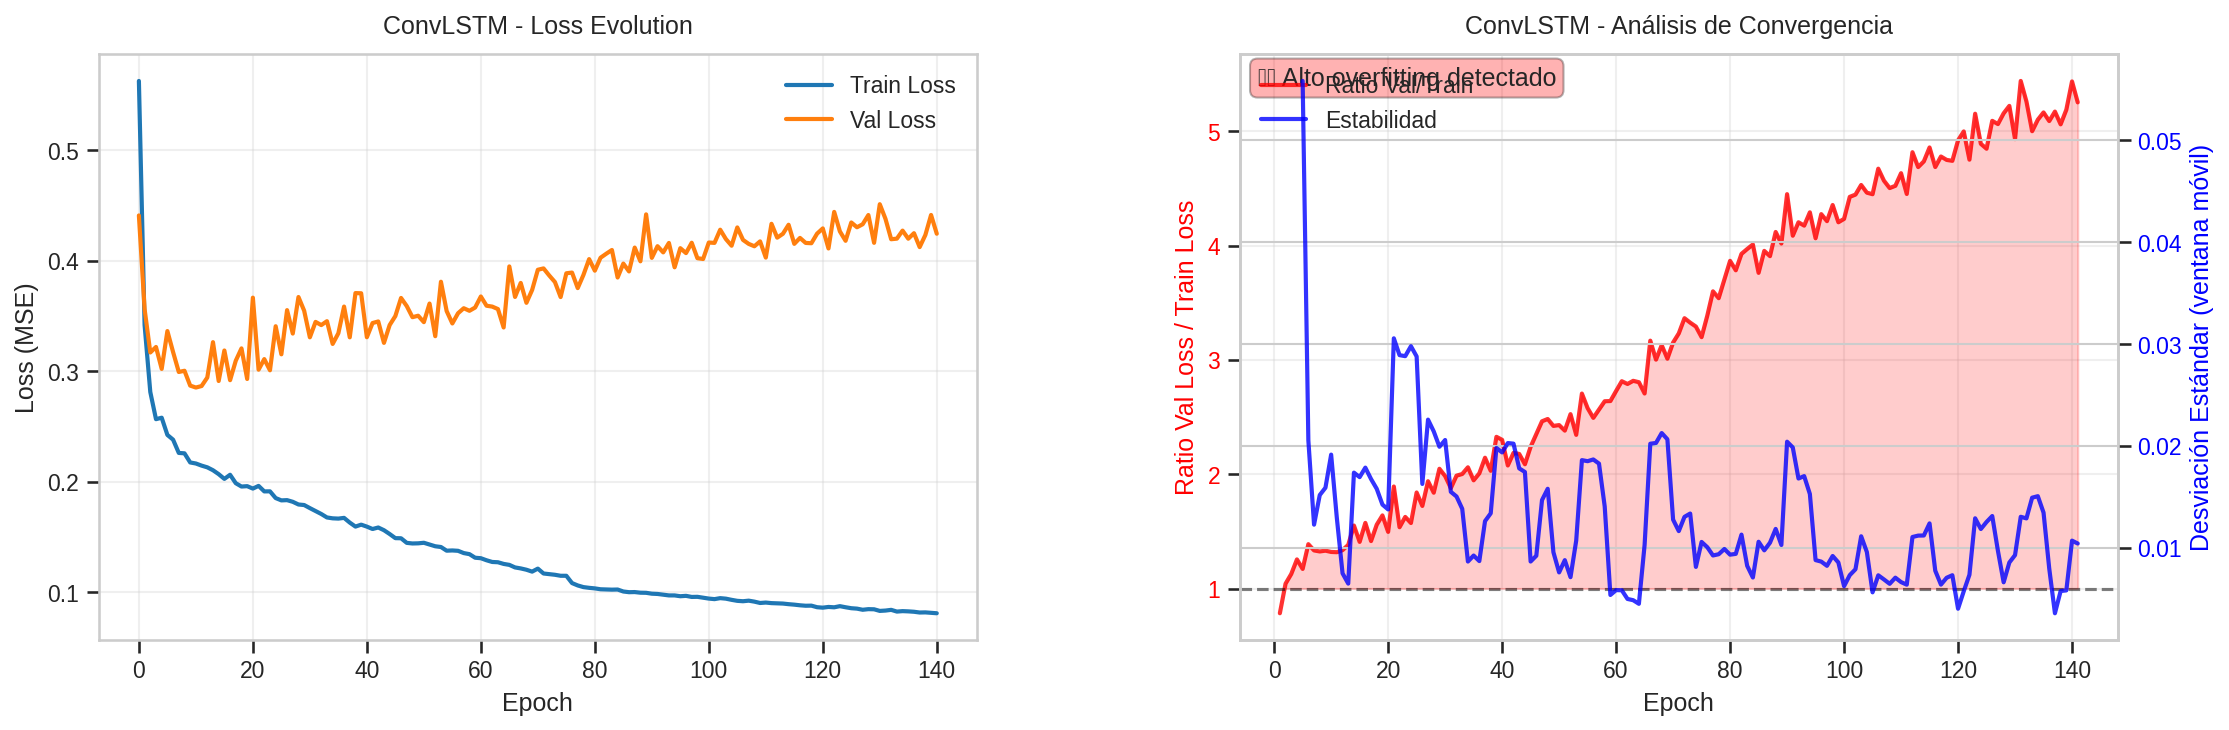 ConvLSTM - Loss Evolution
Loss (MSE)
0.5
0.4
0.3
0.2
0.1
Train Loss
Val Loss
0
20
40
60
80
100
120
140
Epoch
ConvLSTM - Análisis de Convergencia
Ratio Val Loss / Train Loss
5
4
3
2
1
Alto overfitting detectado
Ratio Val/Train
Estabilidad
0.05
0.04
0.03
0.02
0.01
Desviación Estándar (ventana móvil)
0
20
40
60
80
100
120
140
Epoch